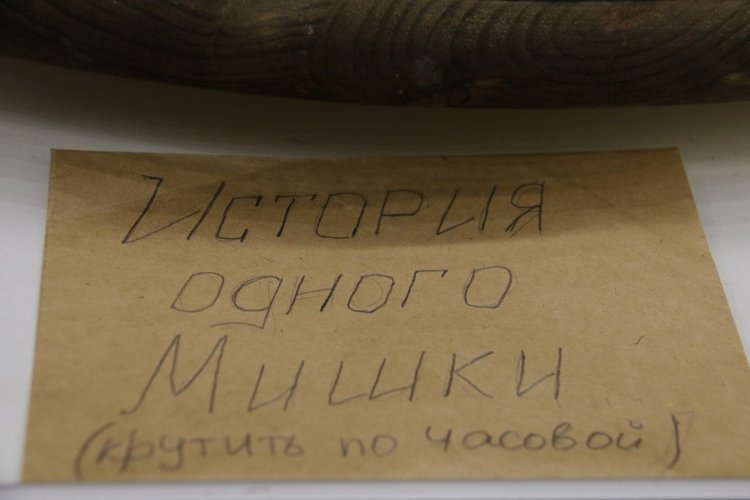 История
одного
Мишки
(крутить по часовой)